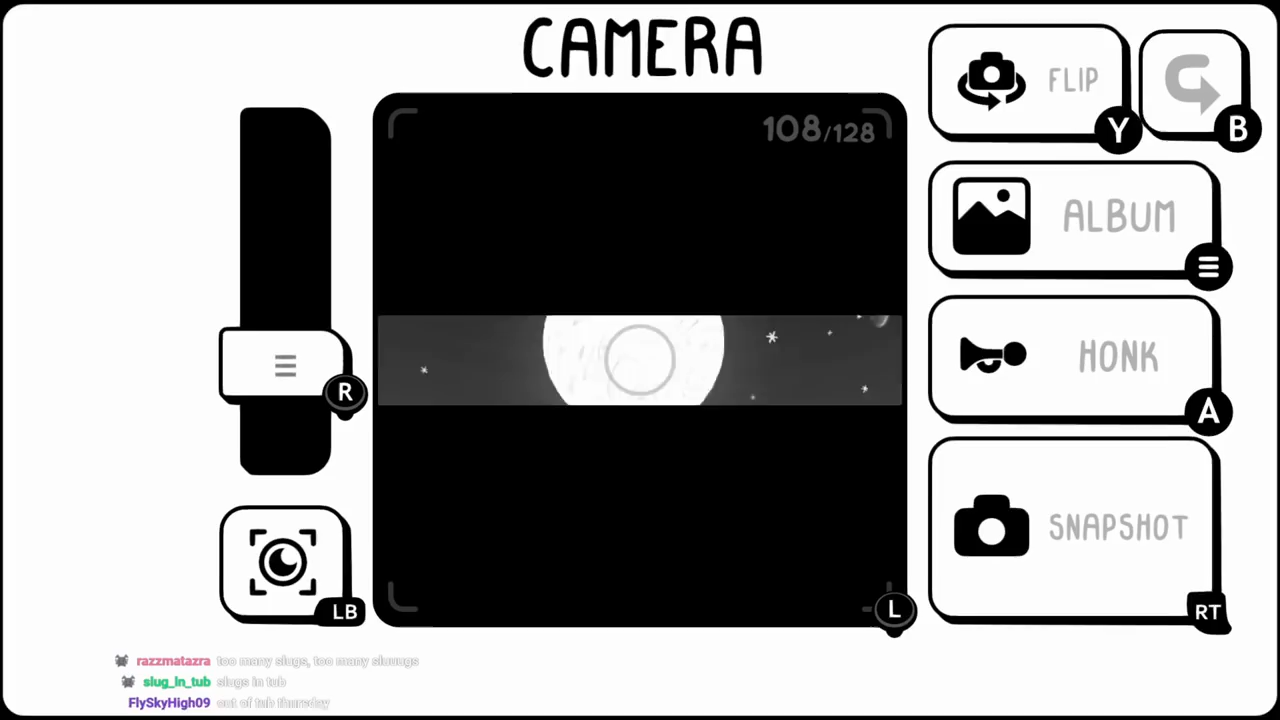 CAMERA
108/128
FLIP
Y
B
ALBUM
R
HONK
A
SNAPSHOT
LB
L
RT
razzmatazra too many slugs, too many sluuugs
slug_in_tub slugs in tub
FlySkyHigh09 out of tub thursday